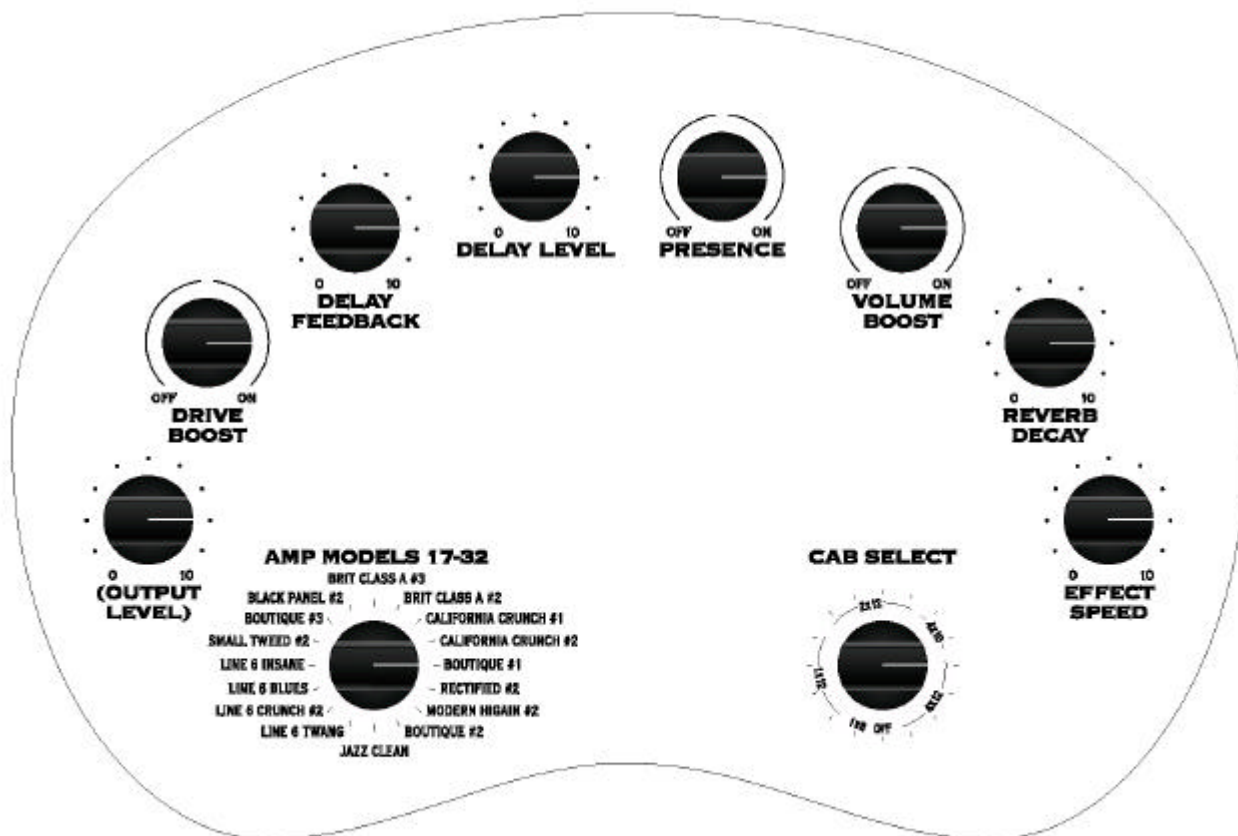 0 10
DELAY LEVEL
OFF ON
PRESENCE
0 10
DELAY
FEEDBACK
OFF ON
VOLUME
BOOST
OFF ON
DRIVE
BOOST
0 10
REVERB
DECAY
0 10
(OUTPUT
LEVEL)
0 10
EFFECT
SPEED
AMP MODELS 17-32
BRIT CLASS A #3
BLACK PANEL #2
BRIT CLASS A #2
BOUTIQUE #3
CALIFORNIA CRUNCH #1
SMALL TWEED #2
CALIFORNIA CRUNCH #2
LINE 6 INSANE
BOUTIQUE #1
LINE 6 BLUES
RECTIFIED #2
LINE 6 CRUNCH #2
MODERN HIGAIN #2
LINE 6 TWANG
BOUTIQUE #2
JAZZ CLEAN
CAB SELECT
2X12
4X10
1X12
4X12
1X8 OFF